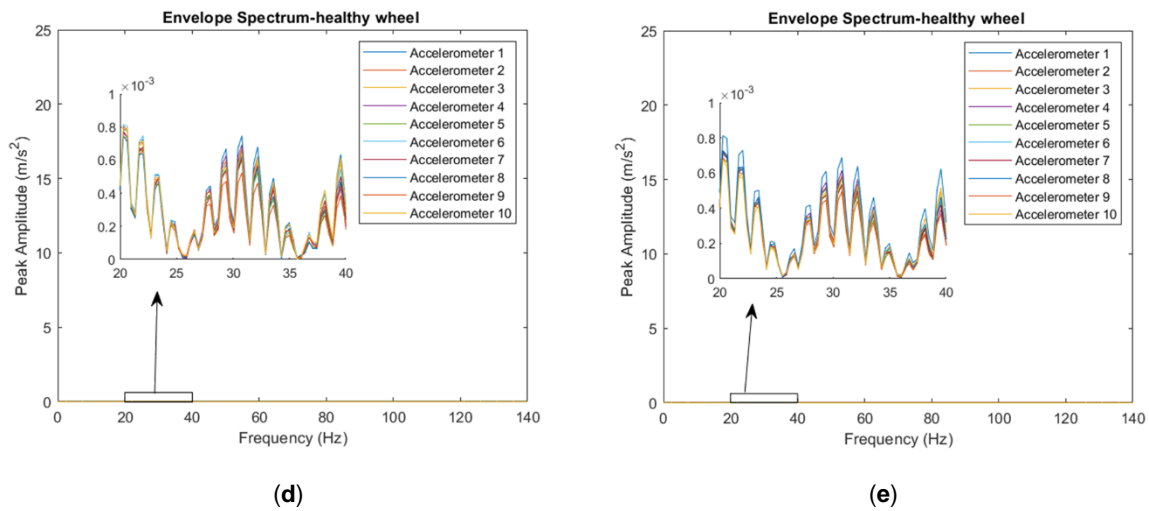 Envelope Spectrum-healthy wheel
25
20
15
10
5
0
Peak Amplitude (m/s²)
0 20 40 60 80 100 120 140
Frequency (Hz)
Accelerometer 1
Accelerometer 2
Accelerometer 3
Accelerometer 4
Accelerometer 5
Accelerometer 6
Accelerometer 7
Accelerometer 8
Accelerometer 9
Accelerometer 10
×10⁻³
1
0.8
0.6
0.4
0.2
0
20 25 30 35 40
(d)
Envelope Spectrum-healthy wheel
25
20
15
10
5
0
Peak Amplitude (m/s²)
0 20 40 60 80 100 120 140
Frequency (Hz)
Accelerometer 1
Accelerometer 2
Accelerometer 3
Accelerometer 4
Accelerometer 5
Accelerometer 6
Accelerometer 7
Accelerometer 8
Accelerometer 9
Accelerometer 10
×10⁻³
1
0.8
0.6
0.4
0.2
0
20 25 30 35 40
(e)